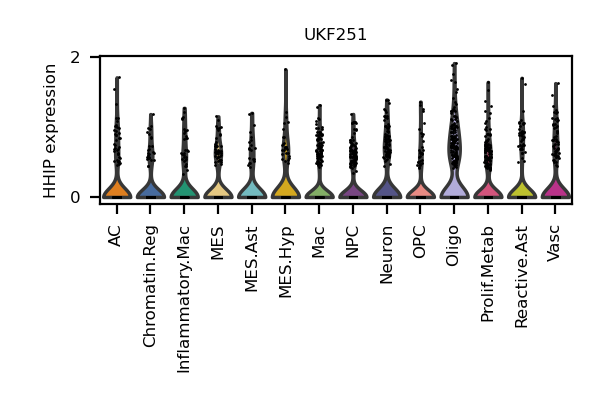 UKF251
HHIP expression
2
0
AC
Chromatin.Reg
Inflammatory.Mac
MES
MES.Ast
MES.Hyp
Mac
NPC
Neuron
OPC
Oligo
Prolif.Metab
Reactive.Ast
Vasc